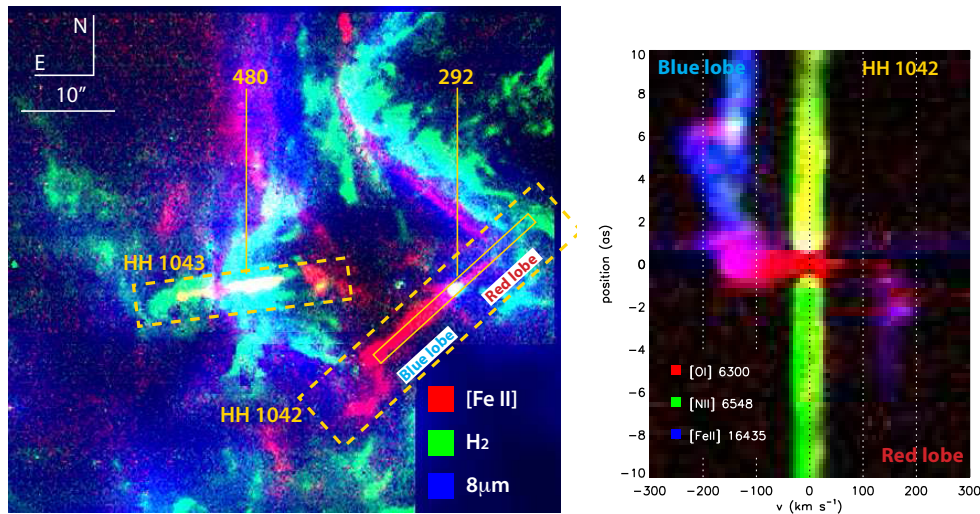 N
E
10”
480
292
HH 1043
Red lobe
Blue lobe
HH 1042
[Fe II]
H2
8μm
Blue lobe
HH 1042
[OI] 6300
[NII] 6548
[FeII] 16435
Red lobe
position (as)
10
8
6
4
2
0
-2
-4
-6
-8
-10
-300
-200
-100
0
100
200
300
v (km s⁻¹)